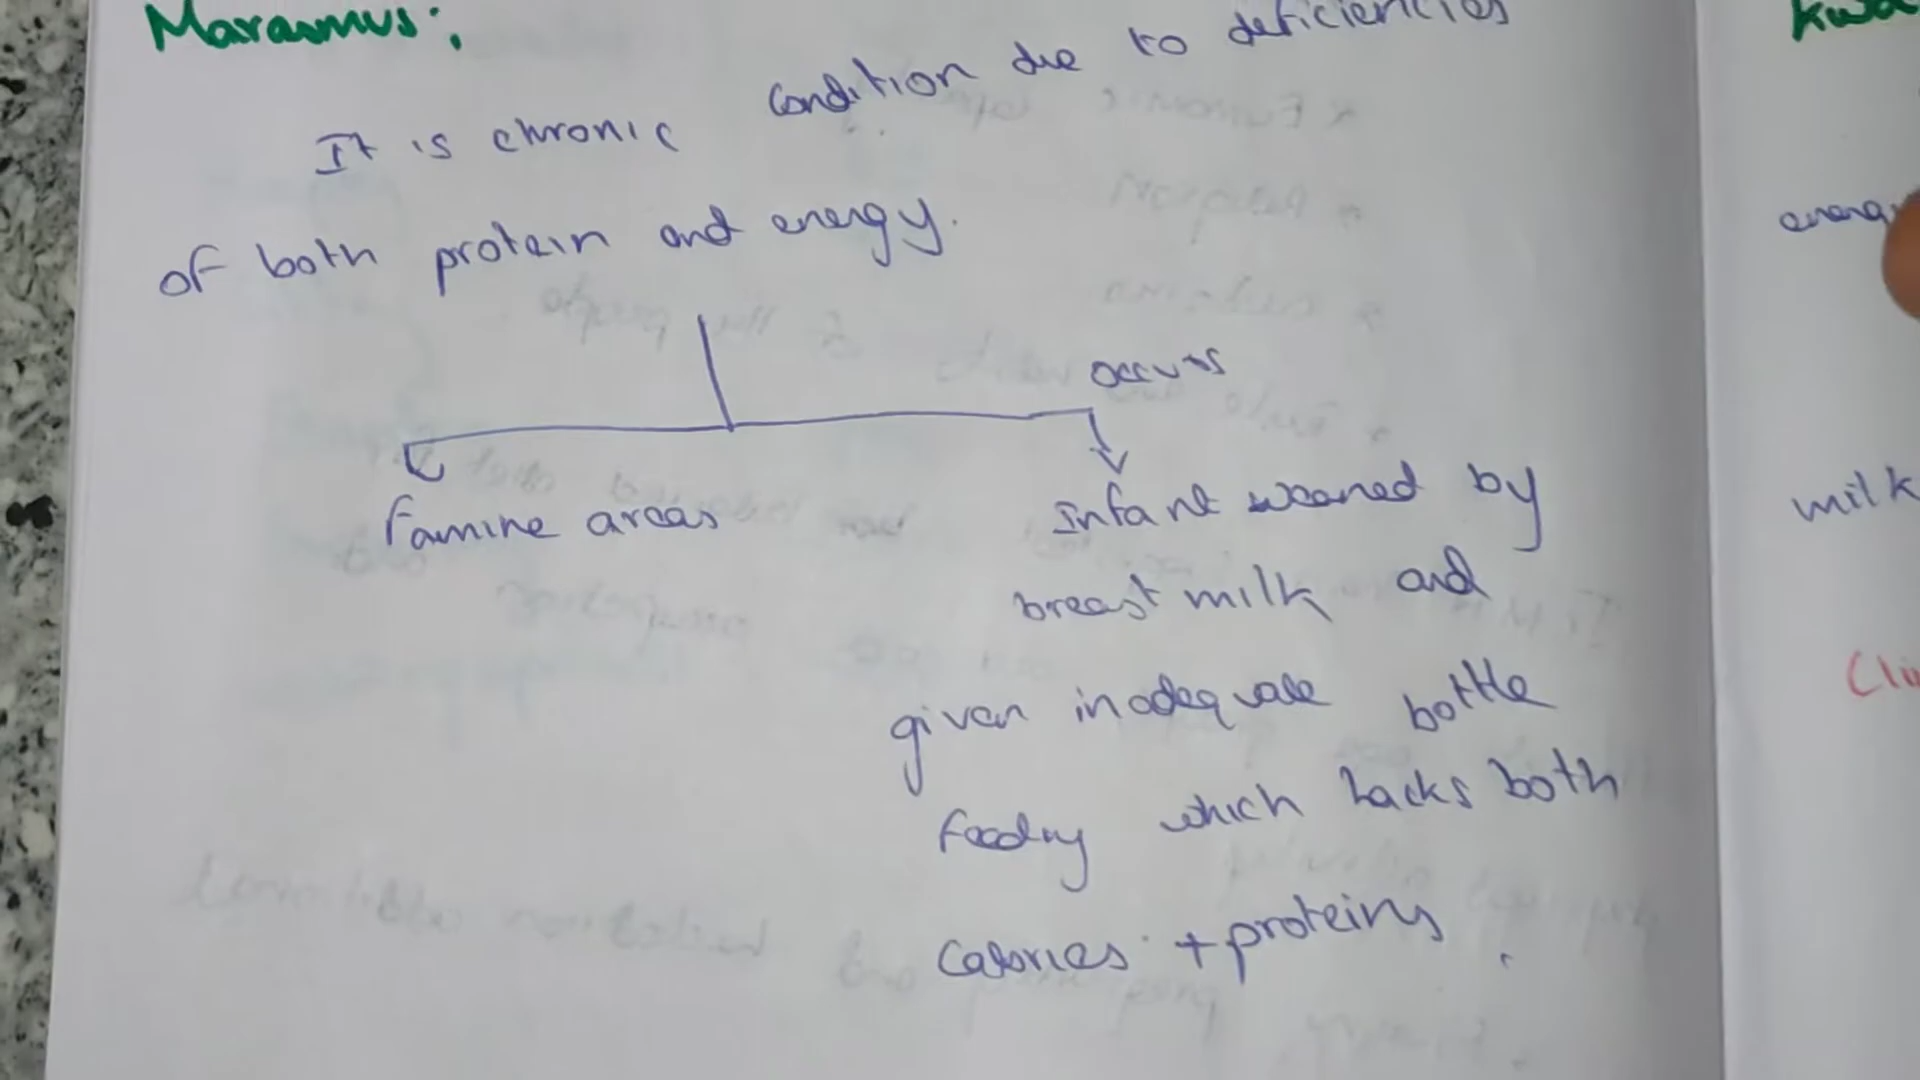 Marasmus:
It is chronic condition due to deficiencies
of both protein and energy.
occurs
Famine areas
Infant weaned by
breast milk and
given inadequate bottle
feeding which lacks both
Calories + proteins.
milk